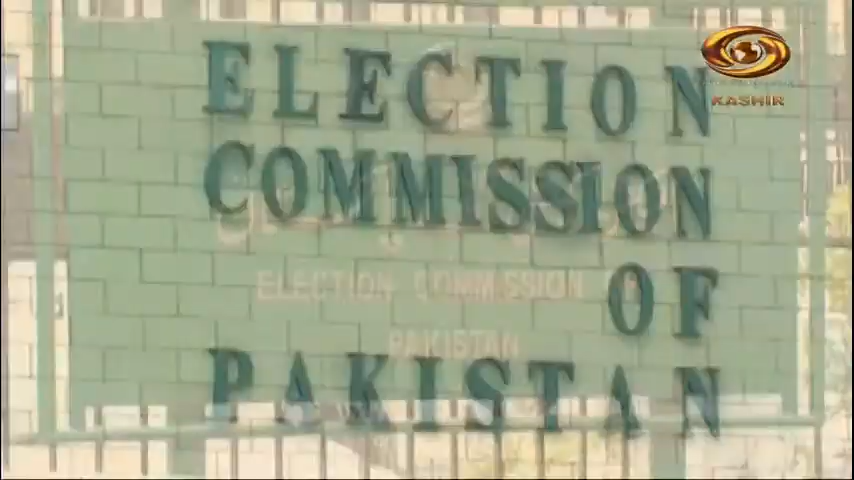 KASHIR
ELECTION
COMMISSION
OF
PAKISTAN
ELECTION COMMISSION
PAKISTAN